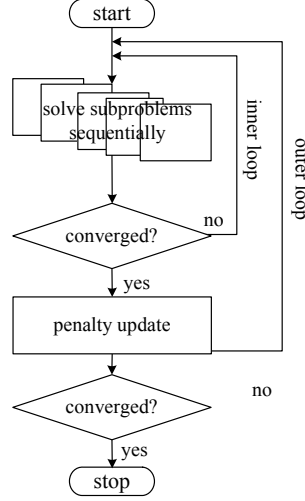 start
solve subproblems
sequentially
inner loop
outer loop
no
converged?
yes
penalty update
no
converged?
yes
stop